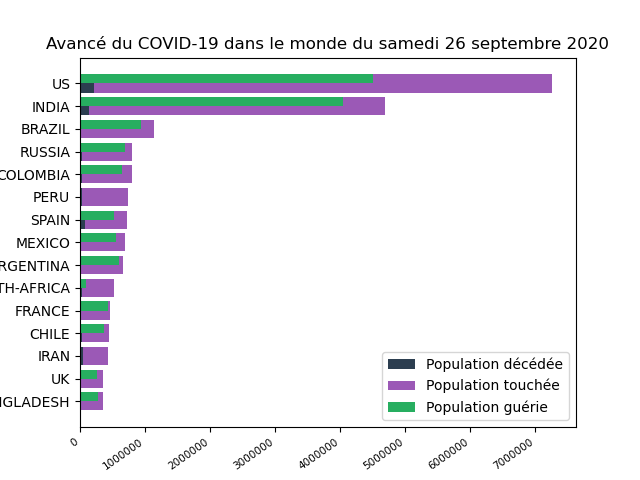 Avancé du COVID-19 dans le monde du samedi 26 septembre 2020
US
INDIA
BRAZIL
RUSSIA
COLOMBIA
PERU
SPAIN
MEXICO
RGENTINA
TH-AFRICA
FRANCE
CHILE
IRAN
UK
NGLADESH
Population décédée
Population touchée
Population guérie
0
1000000
2000000
3000000
4000000
5000000
6000000
7000000